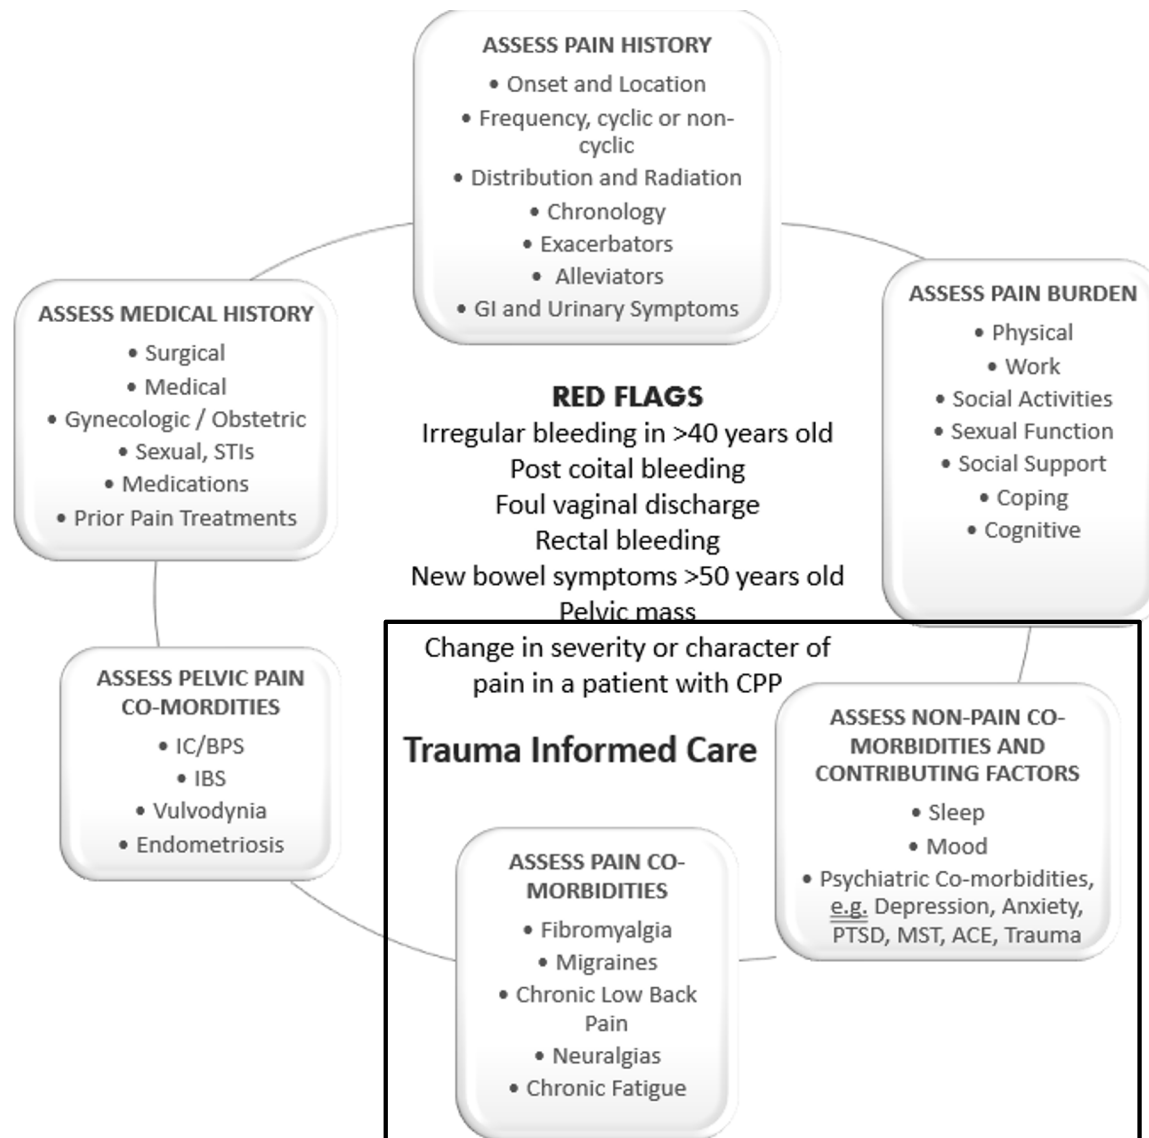 ASSESS PAIN HISTORY
• Onset and Location
• Frequency, cyclic or non-
cyclic
• Distribution and Radiation
• Chronology
• Exacerbators
• Alleviators
• GI and Urinary Symptoms
ASSESS PAIN BURDEN
• Physical
• Work
• Social Activities
• Sexual Function
• Social Support
• Coping
• Cognitive
ASSESS NON-PAIN CO-
MORBIDITIES AND
CONTRIBUTING FACTORS
• Sleep
• Mood
• Psychiatric Co-morbidities,
e.g. Depression, Anxiety,
PTSD, MST, ACE, Trauma
ASSESS PAIN CO-
MORBIDITIES
• Fibromyalgia
• Migraines
• Chronic Low Back
Pain
• Neuralgias
• Chronic Fatigue
ASSESS PELVIC PAIN
CO-MORDITIES
• IC/BPS
• IBS
• Vulvodynia
• Endometriosis
ASSESS MEDICAL HISTORY
• Surgical
• Medical
• Gynecologic / Obstetric
• Sexual, STIs
• Medications
• Prior Pain Treatments
RED FLAGS
Irregular bleeding in >40 years old
Post coital bleeding
Foul vaginal discharge
Rectal bleeding
New bowel symptoms >50 years old
Pelvic mass
Change in severity or character of
pain in a patient with CPP
Trauma Informed Care